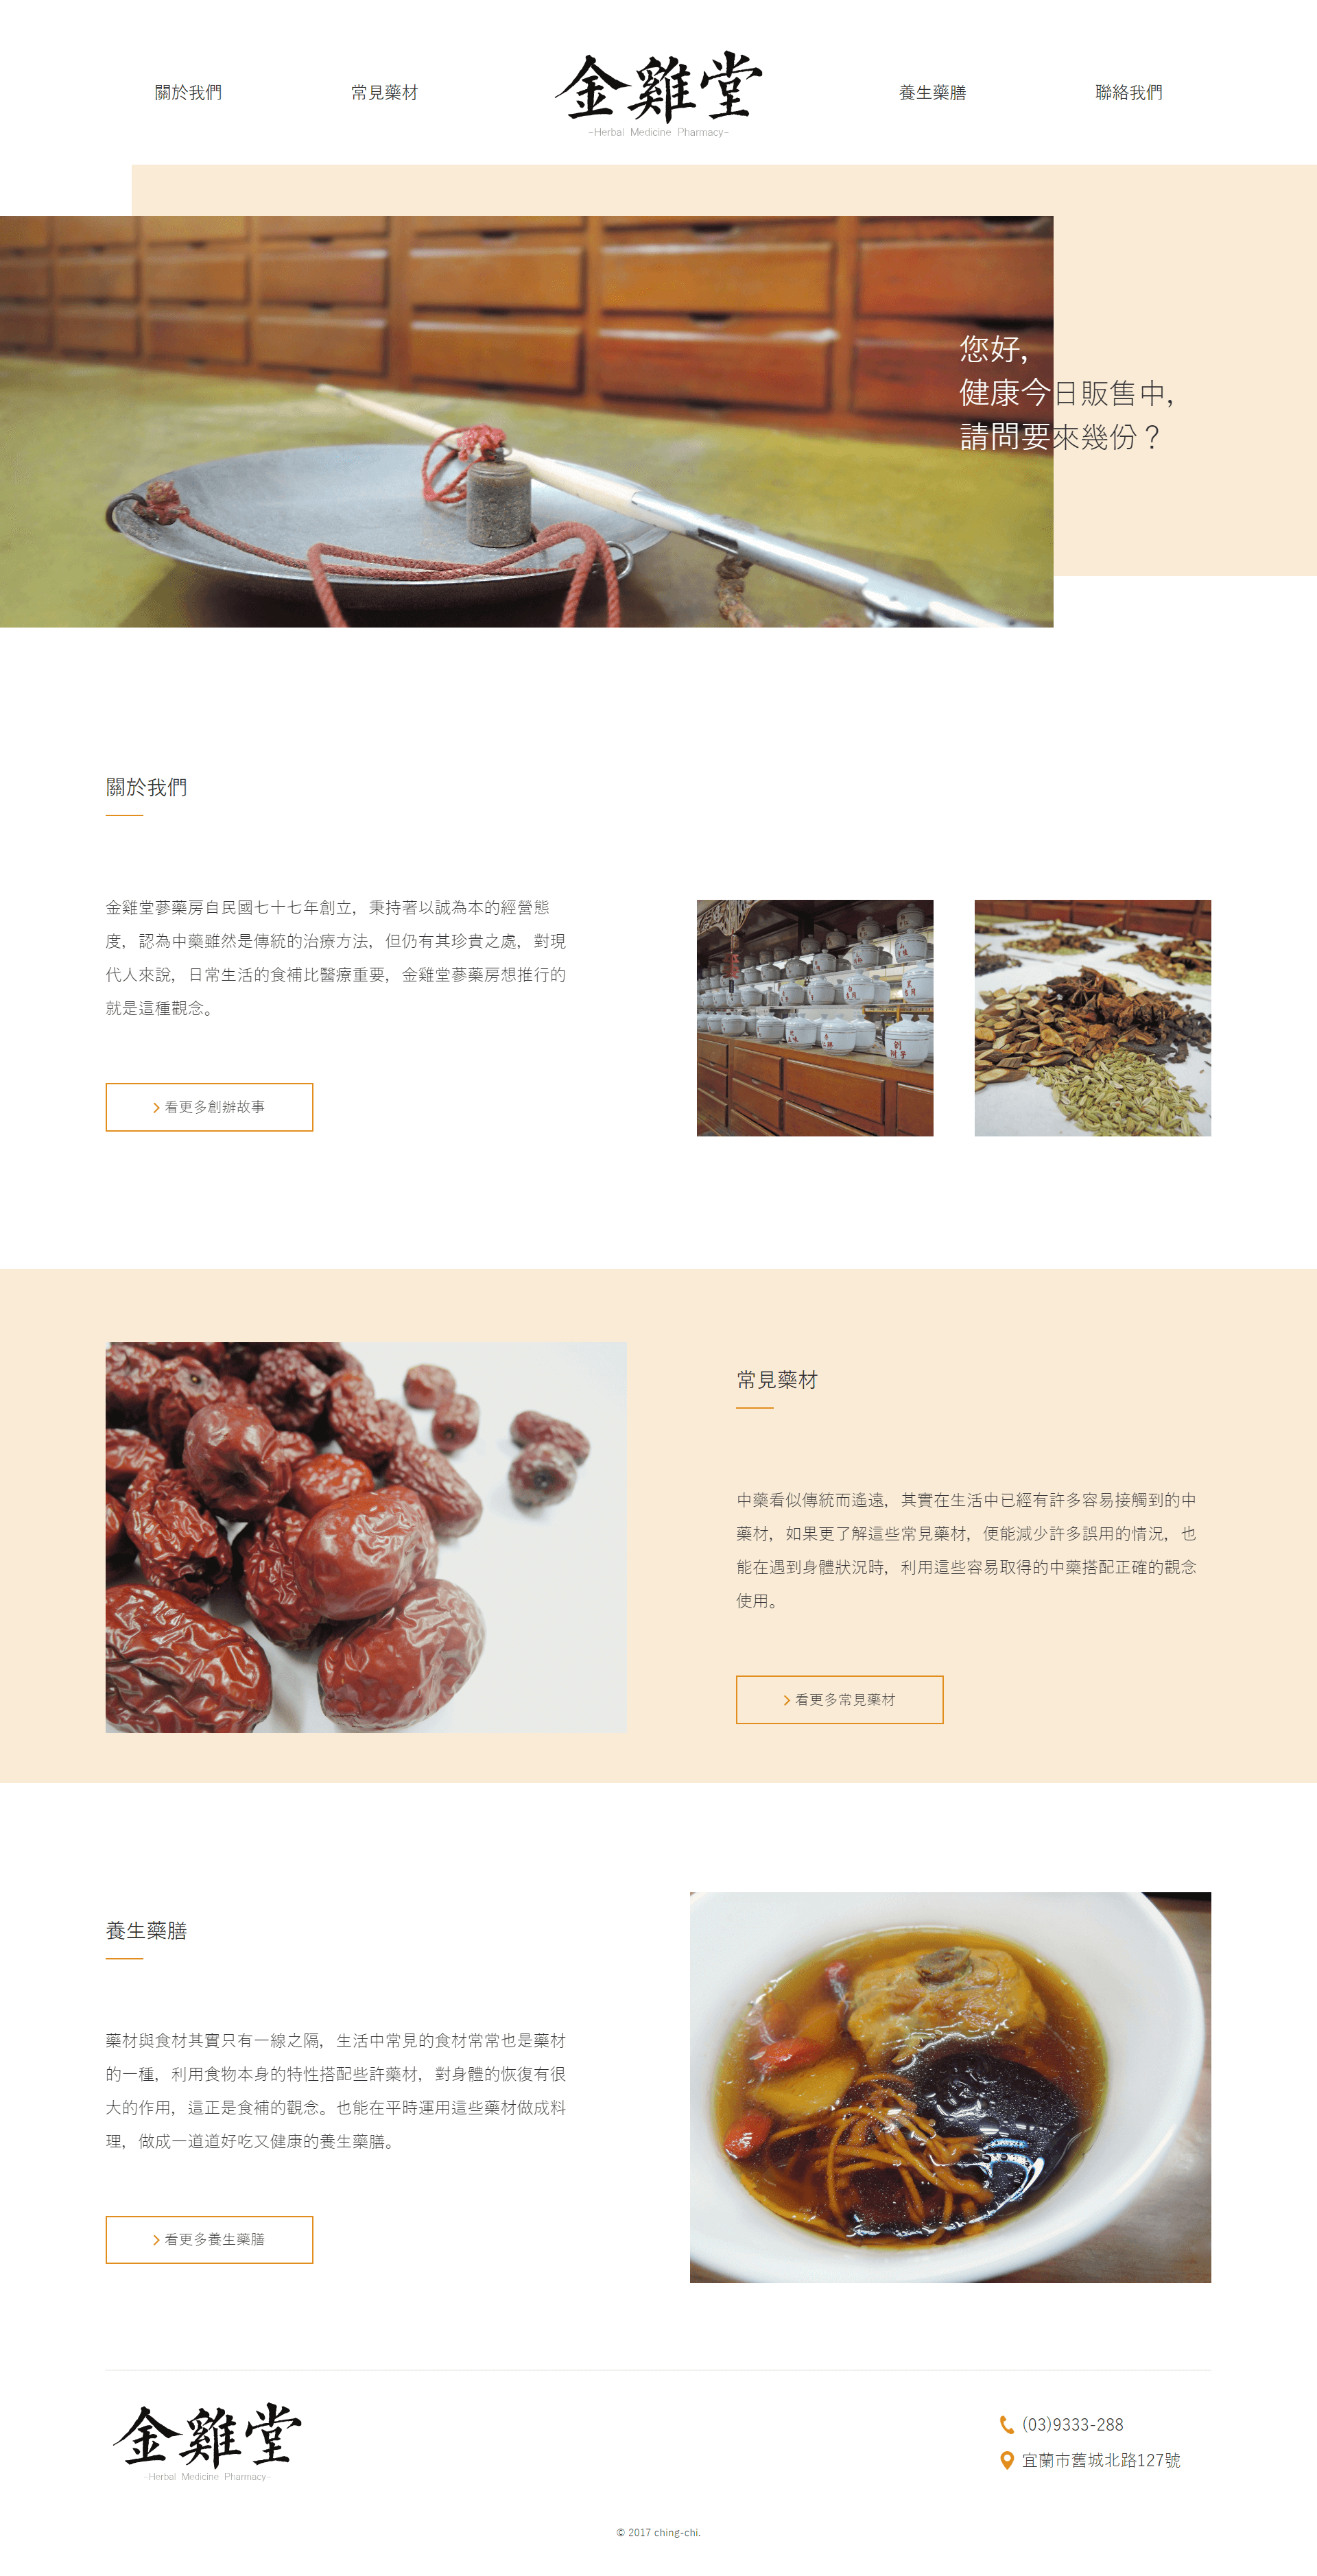 關於我們
常見藥材
金雞堂
-Herbal Medicine Pharmacy-
養生藥膳
聯絡我們
您好,
健康今日販售中,
請問要來幾份？
關於我們
金雞堂蔘藥房自民國七十七年創立, 秉持著以誠為本的經營態
度, 認為中藥雖然是傳統的治療方法, 但仍有其珍貴之處, 對現
代人來說, 日常生活的食補比醫療重要, 金雞堂蔘藥房想推行的
就是這種觀念。
看更多創辦故事
常見藥材
中藥看似傳統而遙遠, 其實在生活中已經有許多容易接觸到的中
藥材, 如果更了解這些常見藥材, 便能減少許多誤用的情況, 也
能在遇到身體狀況時, 利用這些容易取得的中藥搭配正確的觀念
使用。
看更多常見藥材
養生藥膳
藥材與食材其實只有一線之隔, 生活中常見的食材常常也是藥材
的一種, 利用食物本身的特性搭配些許藥材, 對身體的恢復有很
大的作用, 這正是食補的觀念。也能在平時運用這些藥材做成料
理, 做成一道道好吃又健康的養生藥膳。
看更多養生藥膳
金雞堂
-Herbal Medicine Pharmacy-
(03)9333-288
宜蘭市舊城北路127號
© 2017 ching-chi.